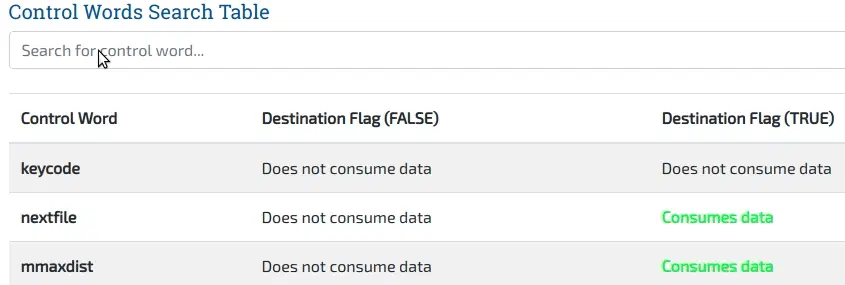 Control Words Search Table
Search for control word...
Control Word Destination Flag (FALSE) Destination Flag (TRUE)
keycode Does not consume data Does not consume data
nextfile Does not consume data Consumes data
mmaxdist Does not consume data Consumes data